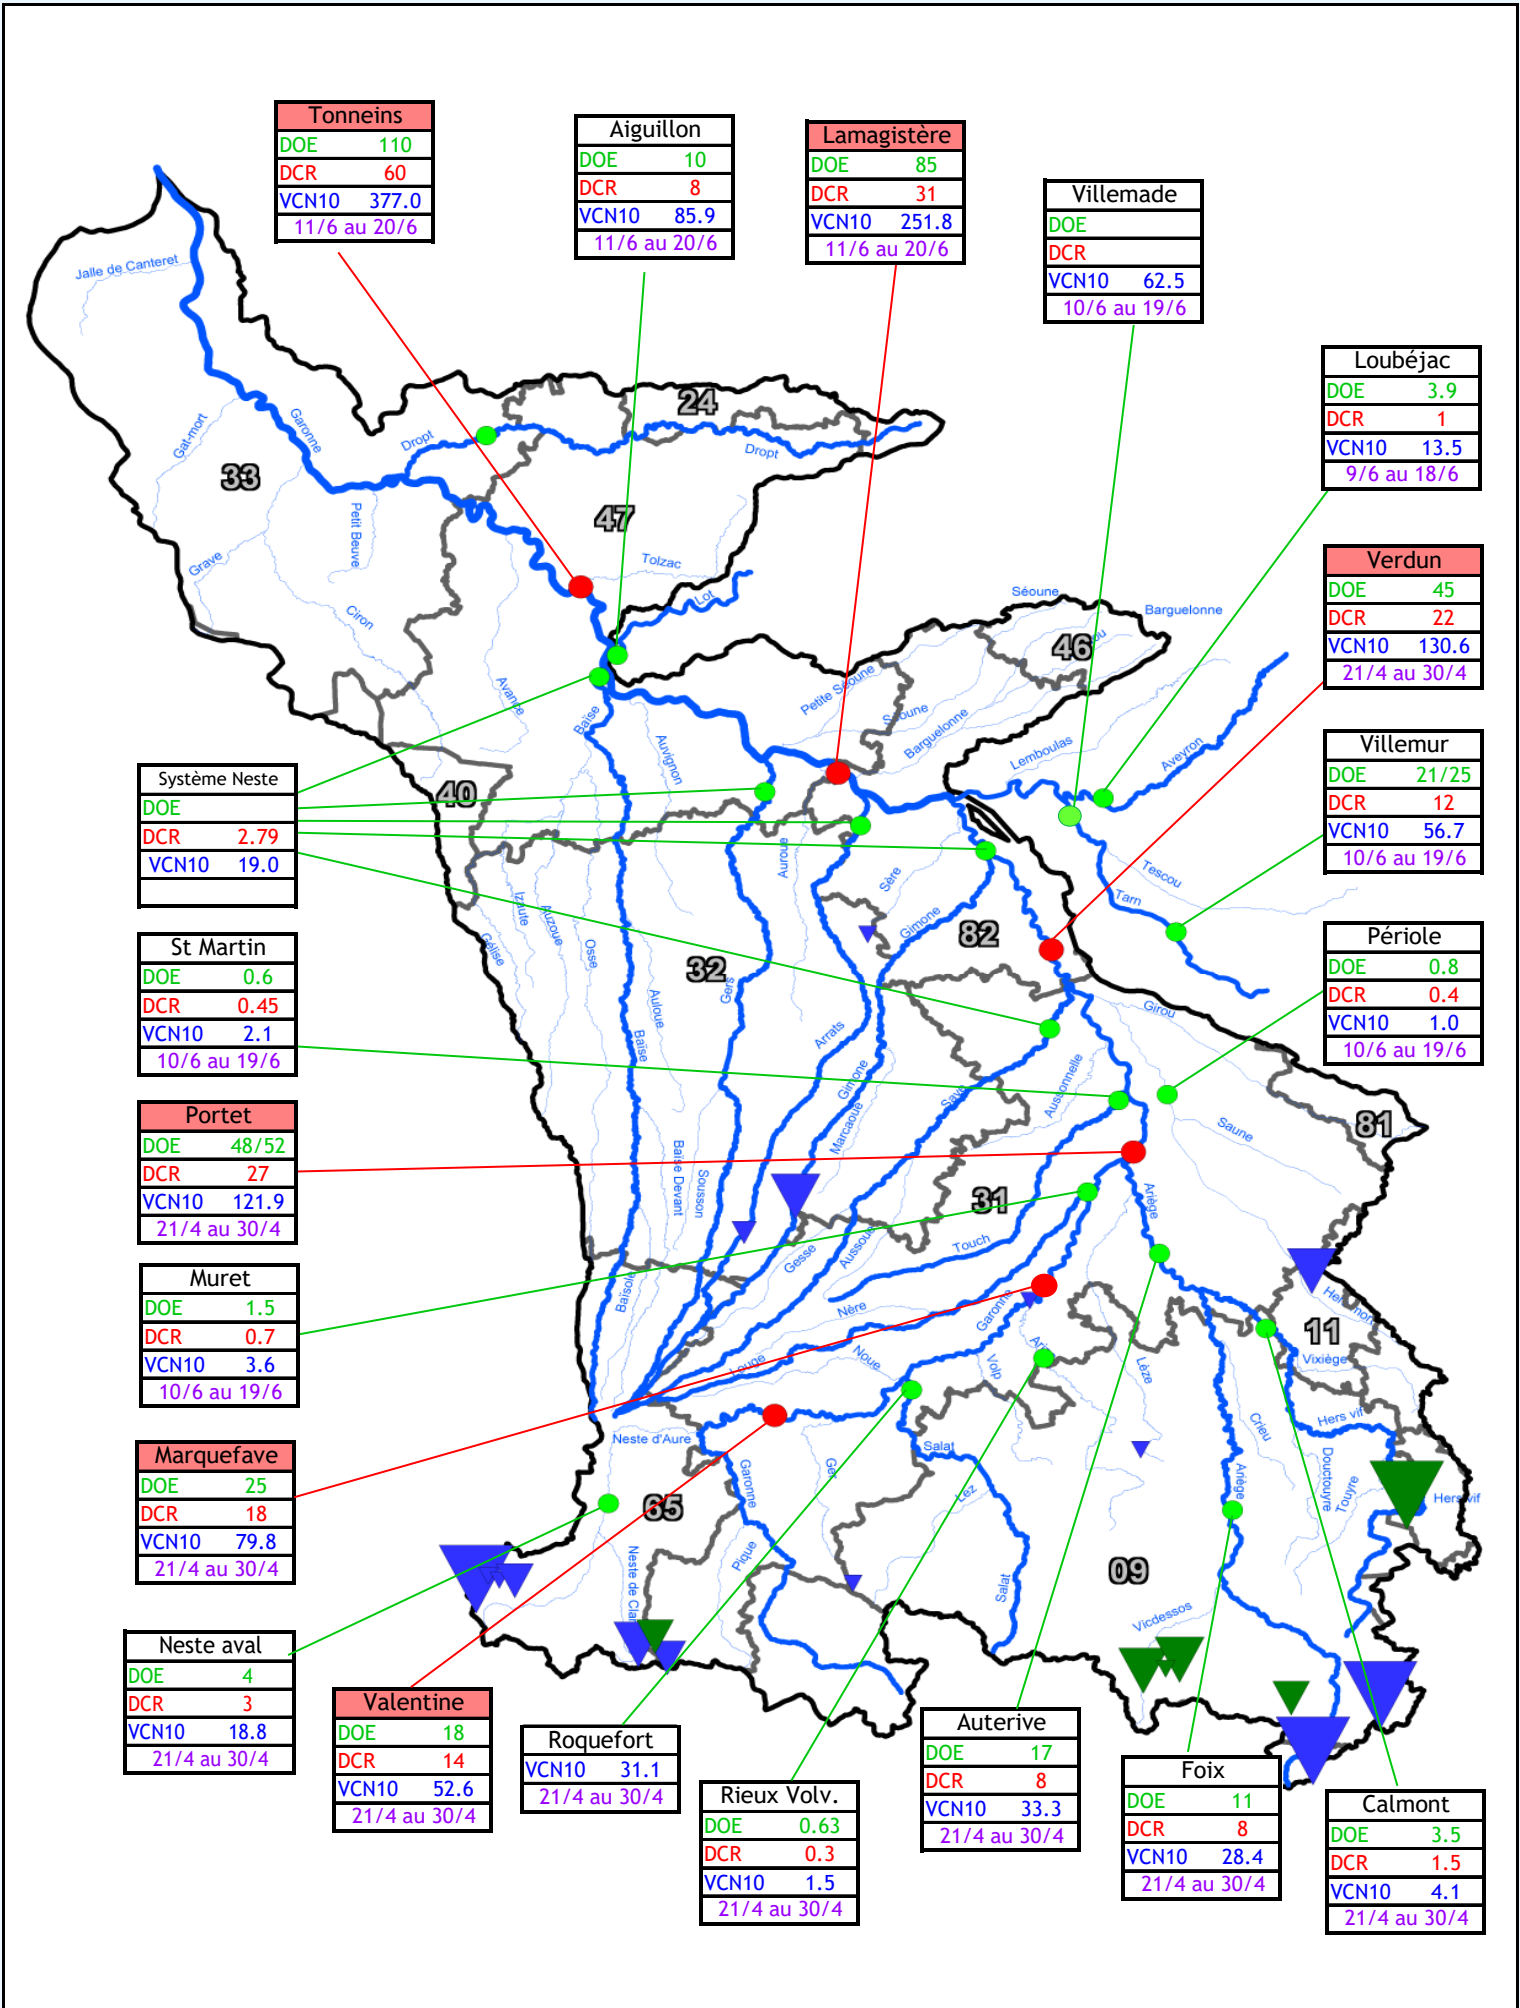 Tonneins
DOE 110
DCR 60
VCN10 377.0
11/6 au 20/6
Aiguillon
DOE 10
DCR 8
VCN10 85.9
11/6 au 20/6
Lamagistère
DOE 85
DCR 31
VCN10 251.8
11/6 au 20/6
Villemade
DOE
DCR
VCN10 62.5
10/6 au 19/6
Loubéjac
DOE 3.9
DCR 1
VCN10 13.5
9/6 au 18/6
Verdun
DOE 45
DCR 22
VCN10 130.6
21/4 au 30/4
Villemur
DOE 21/25
DCR 12
VCN10 56.7
10/6 au 19/6
Périole
DOE 0.8
DCR 0.4
VCN10 1.0
10/6 au 19/6
Système Neste
DOE
DCR 2.79
VCN10 19.0
St Martin
DOE 0.6
DCR 0.45
VCN10 2.1
10/6 au 19/6
Portet
DOE 48/52
DCR 27
VCN10 121.9
21/4 au 30/4
Muret
DOE 1.5
DCR 0.7
VCN10 3.6
10/6 au 19/6
Marquefave
DOE 25
DCR 18
VCN10 79.8
21/4 au 30/4
Neste aval
DOE 4
DCR 3
VCN10 18.8
21/4 au 30/4
Valentine
DOE 18
DCR 14
VCN10 52.6
21/4 au 30/4
Roquefort
VCN10 31.1
21/4 au 30/4
Rieux Volv.
DOE 0.63
DCR 0.3
VCN10 1.5
21/4 au 30/4
Auterive
DOE 17
DCR 8
VCN10 33.3
21/4 au 30/4
Foix
DOE 11
DCR 8
VCN10 28.4
21/4 au 30/4
Calmont
DOE 3.5
DCR 1.5
VCN10 4.1
21/4 au 30/4
Jalle de Canteret
Gat-mort
Garonne
Dropt
Dropt
24
33
47
Petit Beuve
Grave
Ciron
Tolzac
Lot
Avance
Baïse
Auvignon
Petite Séoune
Séoune
Séoune
Barguelonne
Barguelonne
46
Lemboulas
Aveyron
40
Tescou
Tarn
Izaute
Auzoue
Gélise
Osse
Auloue
Baïse
32
Gers
Arroue
Sère
Gimone
82
Arrats
Gimone
Marcaoue
Save
Aussonnelle
Girou
Saune
81
Baïse Devant
Sousson
Baïsole
Gesse
Aussoue
Touch
31
Nère
Louge
Noue
Garonne
Volp
Ariège
Lèze
11
Vixiège
Hers vif
Hers vif
Crieu
Douctouyre
Touyre
Ariège
Neste d'Aure
65
Garonne
Pique
Ger
Salat
Lez
Salat
09
Vicdessos